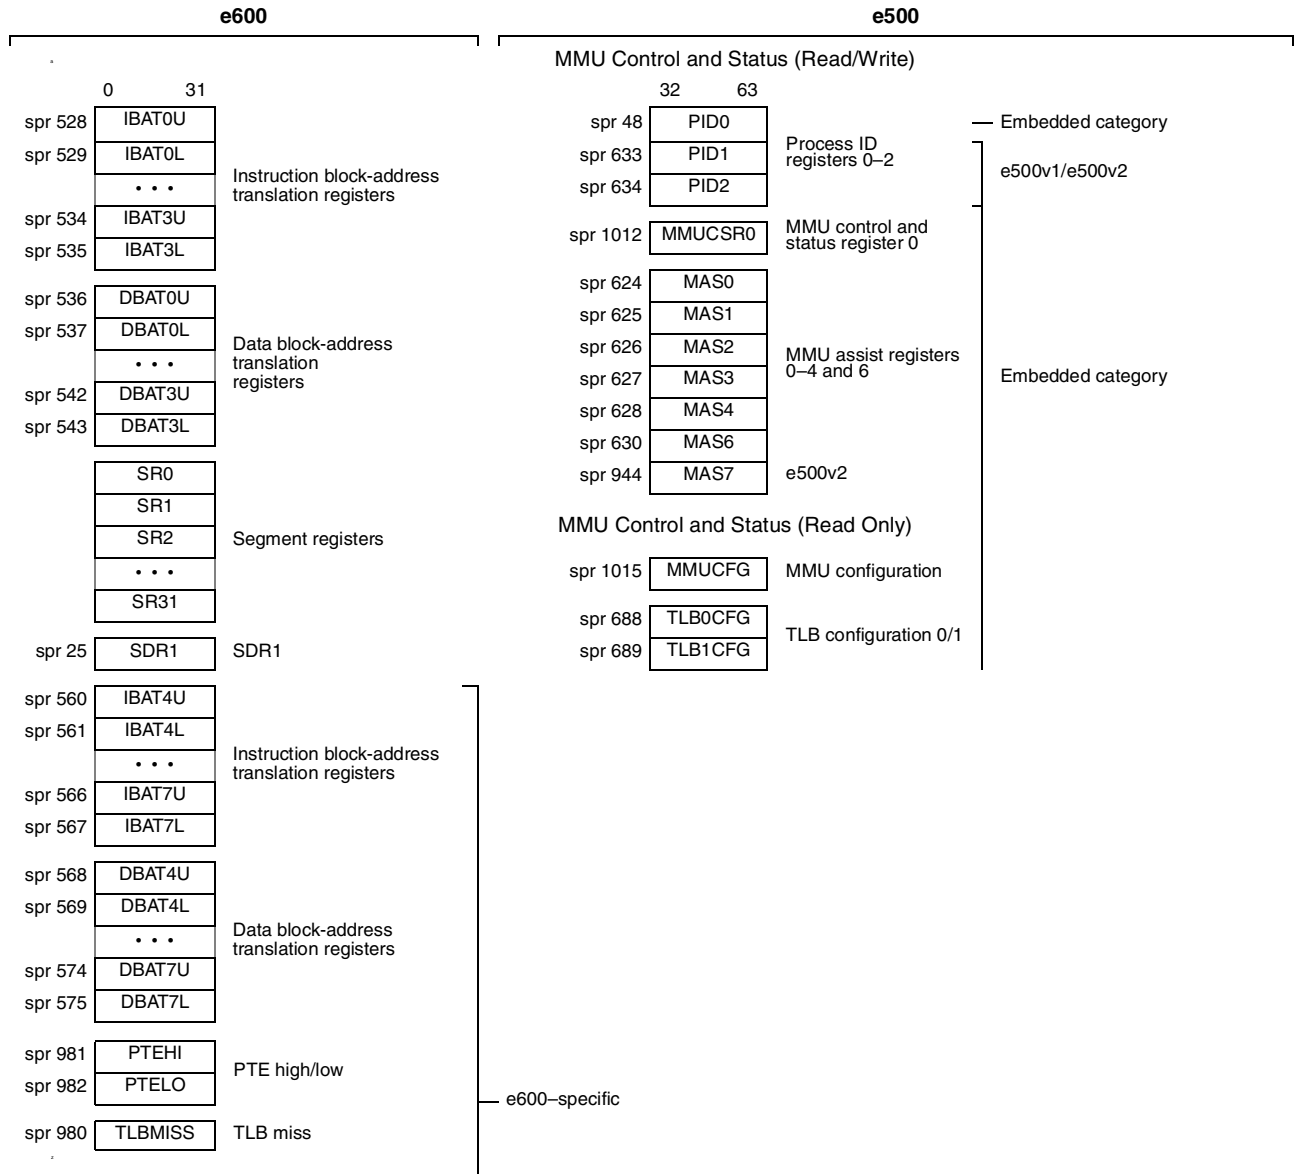 e600
0 31
spr 528 IBAT0U
spr 529 IBAT0L
• • •
spr 534 IBAT3U
spr 535 IBAT3L
Instruction block-address
translation registers
spr 536 DBAT0U
spr 537 DBAT0L
• • •
spr 542 DBAT3U
spr 543 DBAT3L
Data block-address
translation
registers
SR0
SR1
SR2
• • •
SR31
Segment registers
spr 25 SDR1 SDR1
spr 560 IBAT4U
spr 561 IBAT4L
• • •
spr 566 IBAT7U
spr 567 IBAT7L
Instruction block-address
translation registers
spr 568 DBAT4U
spr 569 DBAT4L
• • •
spr 574 DBAT7U
spr 575 DBAT7L
Data block-address
translation registers
spr 981 PTEHI
spr 982 PTELO
PTE high/low
spr 980 TLBMISS TLB miss
e600–specific
e500
MMU Control and Status (Read/Write)
32 63
spr 48 PID0
spr 633 PID1
spr 634 PID2
Process ID
registers 0–2
Embedded category
e500v1/e500v2
spr 1012 MMUCSR0
MMU control and
status register 0
spr 624 MAS0
spr 625 MAS1
spr 626 MAS2
spr 627 MAS3
spr 628 MAS4
spr 630 MAS6
spr 944 MAS7 e500v2
MMU assist registers
0–4 and 6
Embedded category
MMU Control and Status (Read Only)
spr 1015 MMUCFG MMU configuration
spr 688 TLB0CFG
spr 689 TLB1CFG
TLB configuration 0/1